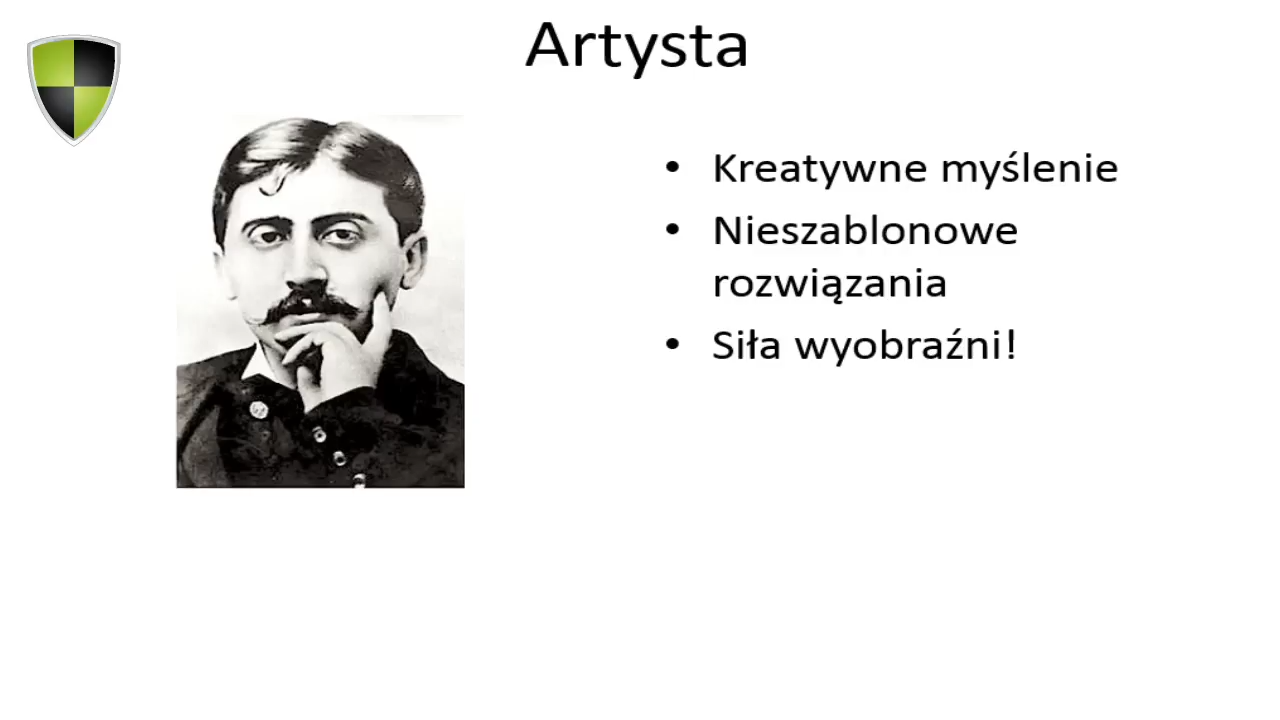 Artysta
• Kreatywne myślenie
• Nieszablonowe
rozwiązania
• Siła wyobraźni!